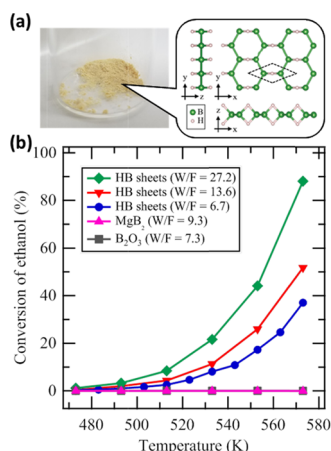 (a)
y
z
y
x
B
H
z
x
(b)
100
80
60
40
20
0
Conversion of ethanol (%)
HB sheets (W/F = 27.2)
HB sheets (W/F = 13.6)
HB sheets (W/F = 6.7)
MgB₂ (W/F = 9.3)
B₂O₃ (W/F = 7.3)
480 500 520 540 560 580
Temperature (K)